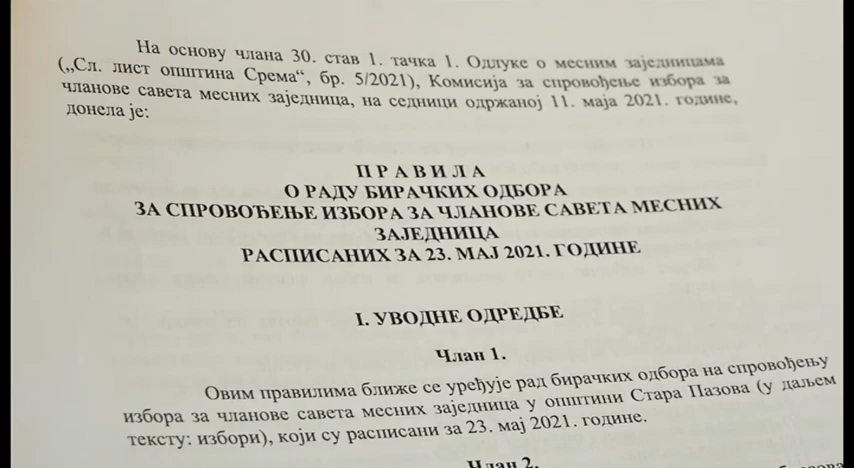 На основу члана 30. став 1. тачка 1. Одлуке о месним заједницама
(„Сл. лист општина Срема“, бр. 5/2021), Комисија за спровођење избора за
чланове савета месних заједница, на седници одржаној 11. маја 2021. године,
донела је:
П Р А В И Л А
О РАДУ БИРАЧКИХ ОДБОРА
ЗА СПРОВОЂЕЊЕ ИЗБОРА ЗА ЧЛАНОВЕ САВЕТА МЕСНИХ
ЗАЈЕДНИЦА
РАСПИСАНИХ ЗА 23. МАЈ 2021. ГОДИНЕ
I. УВОДНЕ ОДРЕДБЕ
Члан 1.
Овим правилима ближе се уређује рад бирачких одбора на спровођењу
избора за чланове савета месних заједница у општини Стара Пазова (у даљем
тексту: избори), који су расписани за 23. мај 2021. године.
Члан 2.